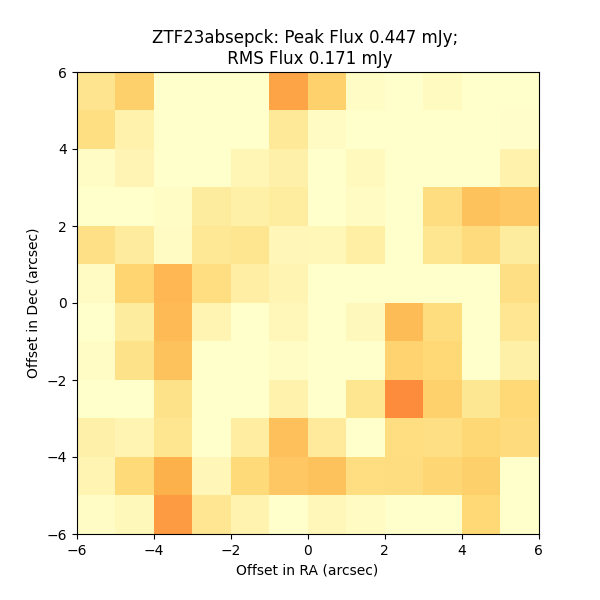 ZTF23absepck: Peak Flux 0.447 mJy;
RMS Flux 0.171 mJy
6
4
2
0
−2
−4
−6
Offset in Dec (arcsec)
−6 −4 −2 0 2 4 6
Offset in RA (arcsec)